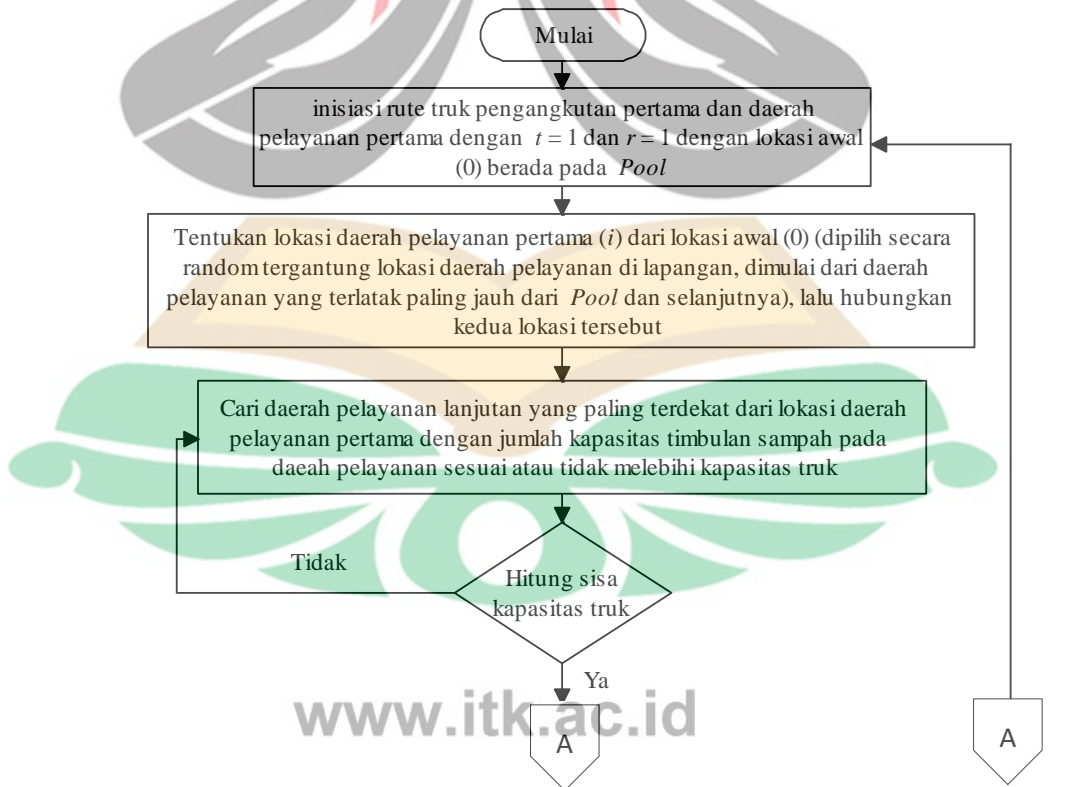 Mulai
inisiasi rute truk pengangkutan pertama dan daerah
pelayanan pertama dengan t = 1 dan r = 1 dengan lokasi awal
(0) berada pada Pool
Tentukan lokasi daerah pelayanan pertama (i) dari lokasi awal (0) (dipilih secara
random tergantung lokasi daerah pelayanan di lapangan, dimulai dari daerah
pelayanan yang terlatak paling jauh dari Pool dan selanjutnya), lalu hubungkan
kedua lokasi tersebut
Cari daerah pelayanan lanjutan yang paling terdekat dari lokasi daerah
pelayanan pertama dengan jumlah kapasitas timbulan sampah pada
daeah pelayanan sesuai atau tidak melebihi kapasitas truk
Tidak
Hitung sisa
kapasitas truk
Ya
www.itk.ac.id
A
A